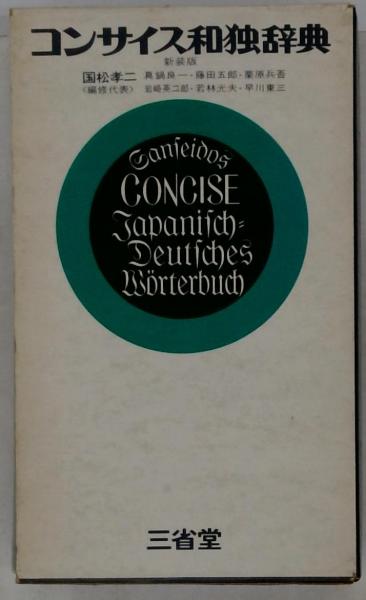 コンサイス和独辞典
新装版
国松孝二 真鍋良一・藤田五郎・栗原兵吾
〈編修代表〉 岩崎英二郎・若林光夫・早川東三
Sanſeidos
CONCISE
Japaniſch=
Deutſches
Wörterbuch
三省堂